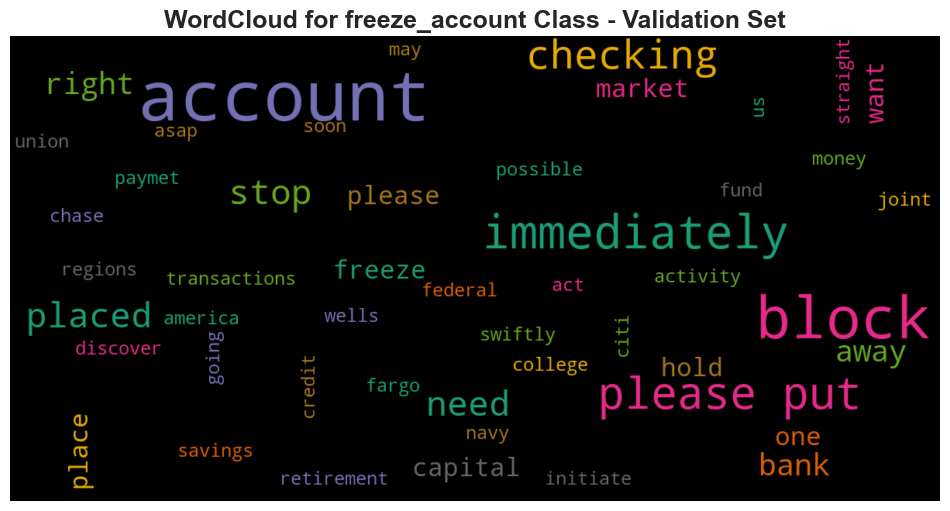 WordCloud for freeze_account Class - Validation Set
may
checking
right
account
market
straight
want
us
asap
soon
union
possible
money
paymet
stop
please
fund
joint
chase
immediately
regions
transactions
freeze
federal
act
activity
placed
america
wells
block
discover
going
swiftly
citi
away
college
hold
credit
fargo
need
please put
navy
one
place
savings
capital
bank
retirement
initiate